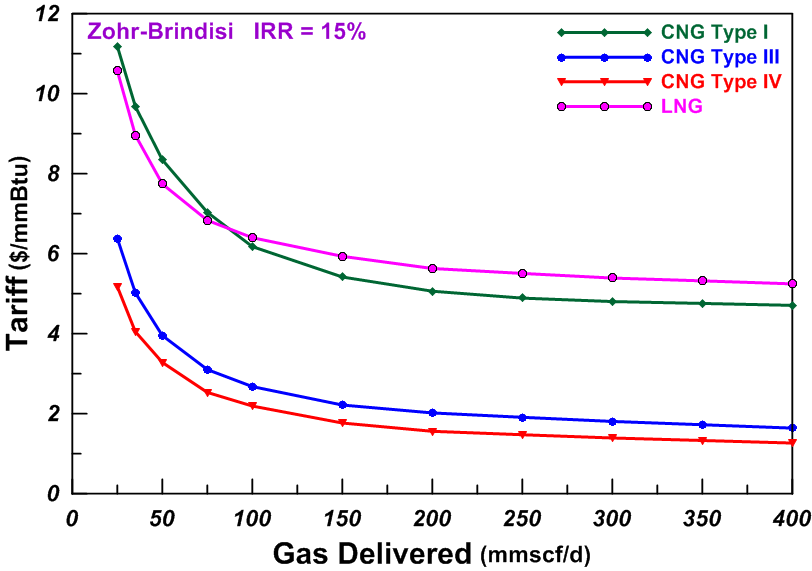 Zohr-Brindisi IRR = 15%
CNG Type I
CNG Type III
CNG Type IV
LNG
Tariff ($/mmBtu)
12
10
8
6
4
2
0
0 50 100 150 200 250 300 350 400
Gas Delivered (mmscf/d)